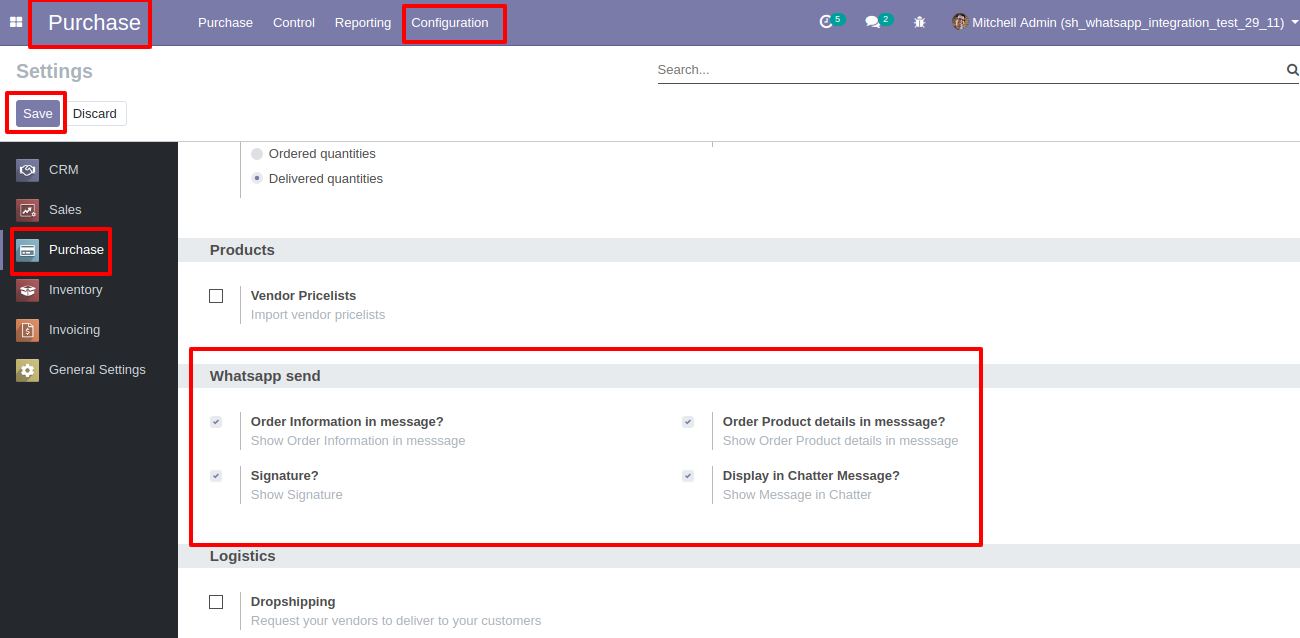 Purchase Purchase Control Reporting Configuration 5 2 Mitchell Admin (sh_whatsapp_integration_test_29_11)
Settings
Search...
Save Discard
CRM
Sales
Purchase
Inventory
Invoicing
General Settings
Ordered quantities
Delivered quantities
Products
Vendor Pricelists
Import vendor pricelists
Whatsapp send
Order Information in message?
Show Order Information in messsage
Order Product details in messsage?
Show Order Product details in messsage
Signature?
Show Signature
Display in Chatter Message?
Show Message in Chatter
Logistics
Dropshipping
Request your vendors to deliver to your customers